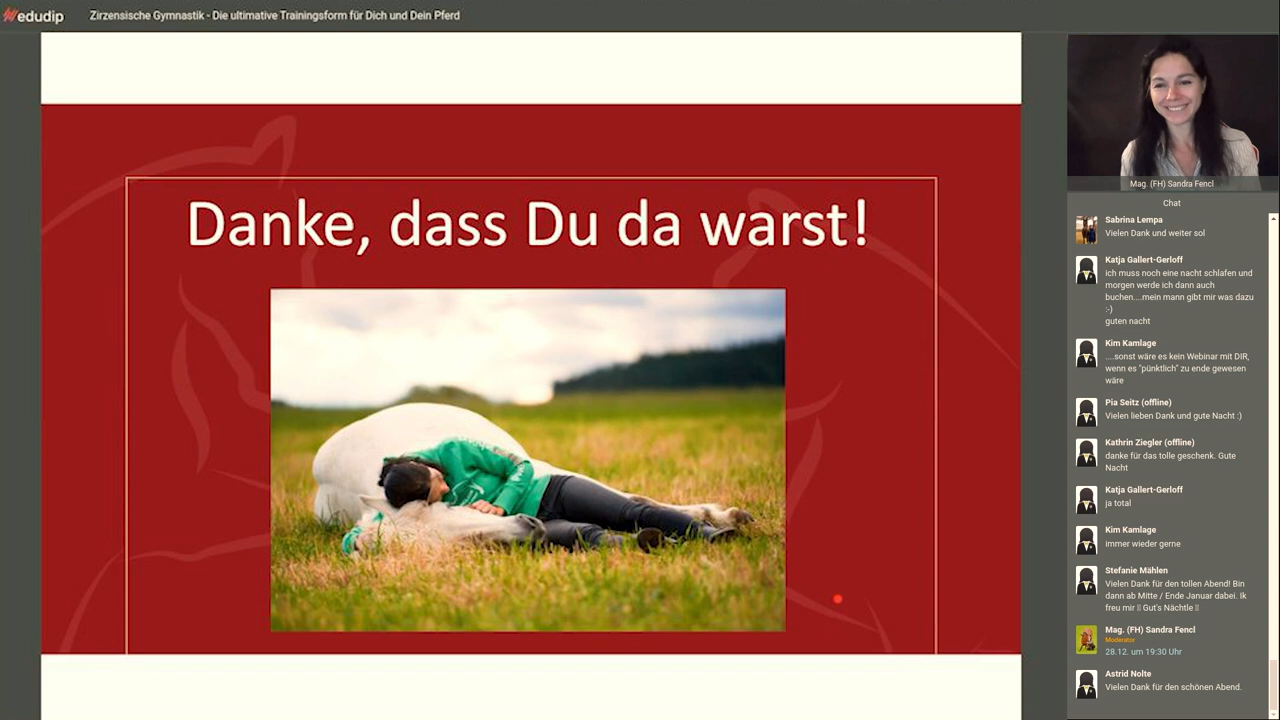 edudip
Zirzensische Gymnastik - Die ultimative Trainingsform für Dich und Dein Pferd
Danke, dass Du da warst!
Mag. (FH) Sandra Fencl
Chat
Sabrina Lempa
Vielen Dank und weiter sol
Katja Gallert-Gerloff
ich muss noch eine nacht schlafen und
morgen werde ich dann auch
buchen....mein mann gibt mir was dazu
:-)
guten nacht
Kim Kamlage
....sonst wäre es kein Webinar mit DIR,
wenn es "pünktlich" zu ende gewesen
wäre
Pia Seitz (offline)
Vielen lieben Dank und gute Nacht :)
Kathrin Ziegler (offline)
danke für das tolle geschenk. Gute
Nacht
Katja Gallert-Gerloff
ja total
Kim Kamlage
immer wieder gerne
Stefanie Mählen
Vielen Dank für den tollen Abend! Bin
dann ab Mitte / Ende Januar dabei. Ik
freu mir Gut's Nächtle
Mag. (FH) Sandra Fencl
Moderator
28.12. um 19:30 Uhr
Astrid Nolte
Vielen Dank für den schönen Abend.